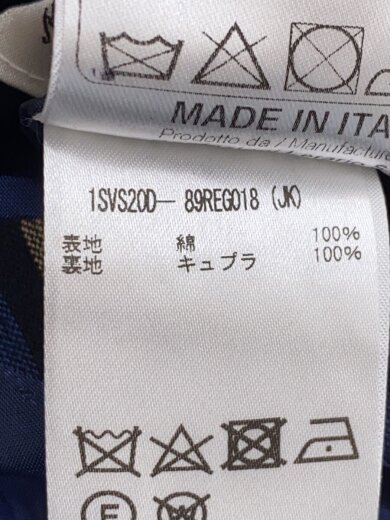 MADE IN ITA
Prodotto da / Manufacture
1SVS20D— 89REG018 (JK)
表地 綿 100%
裏地 キュプラ 100%